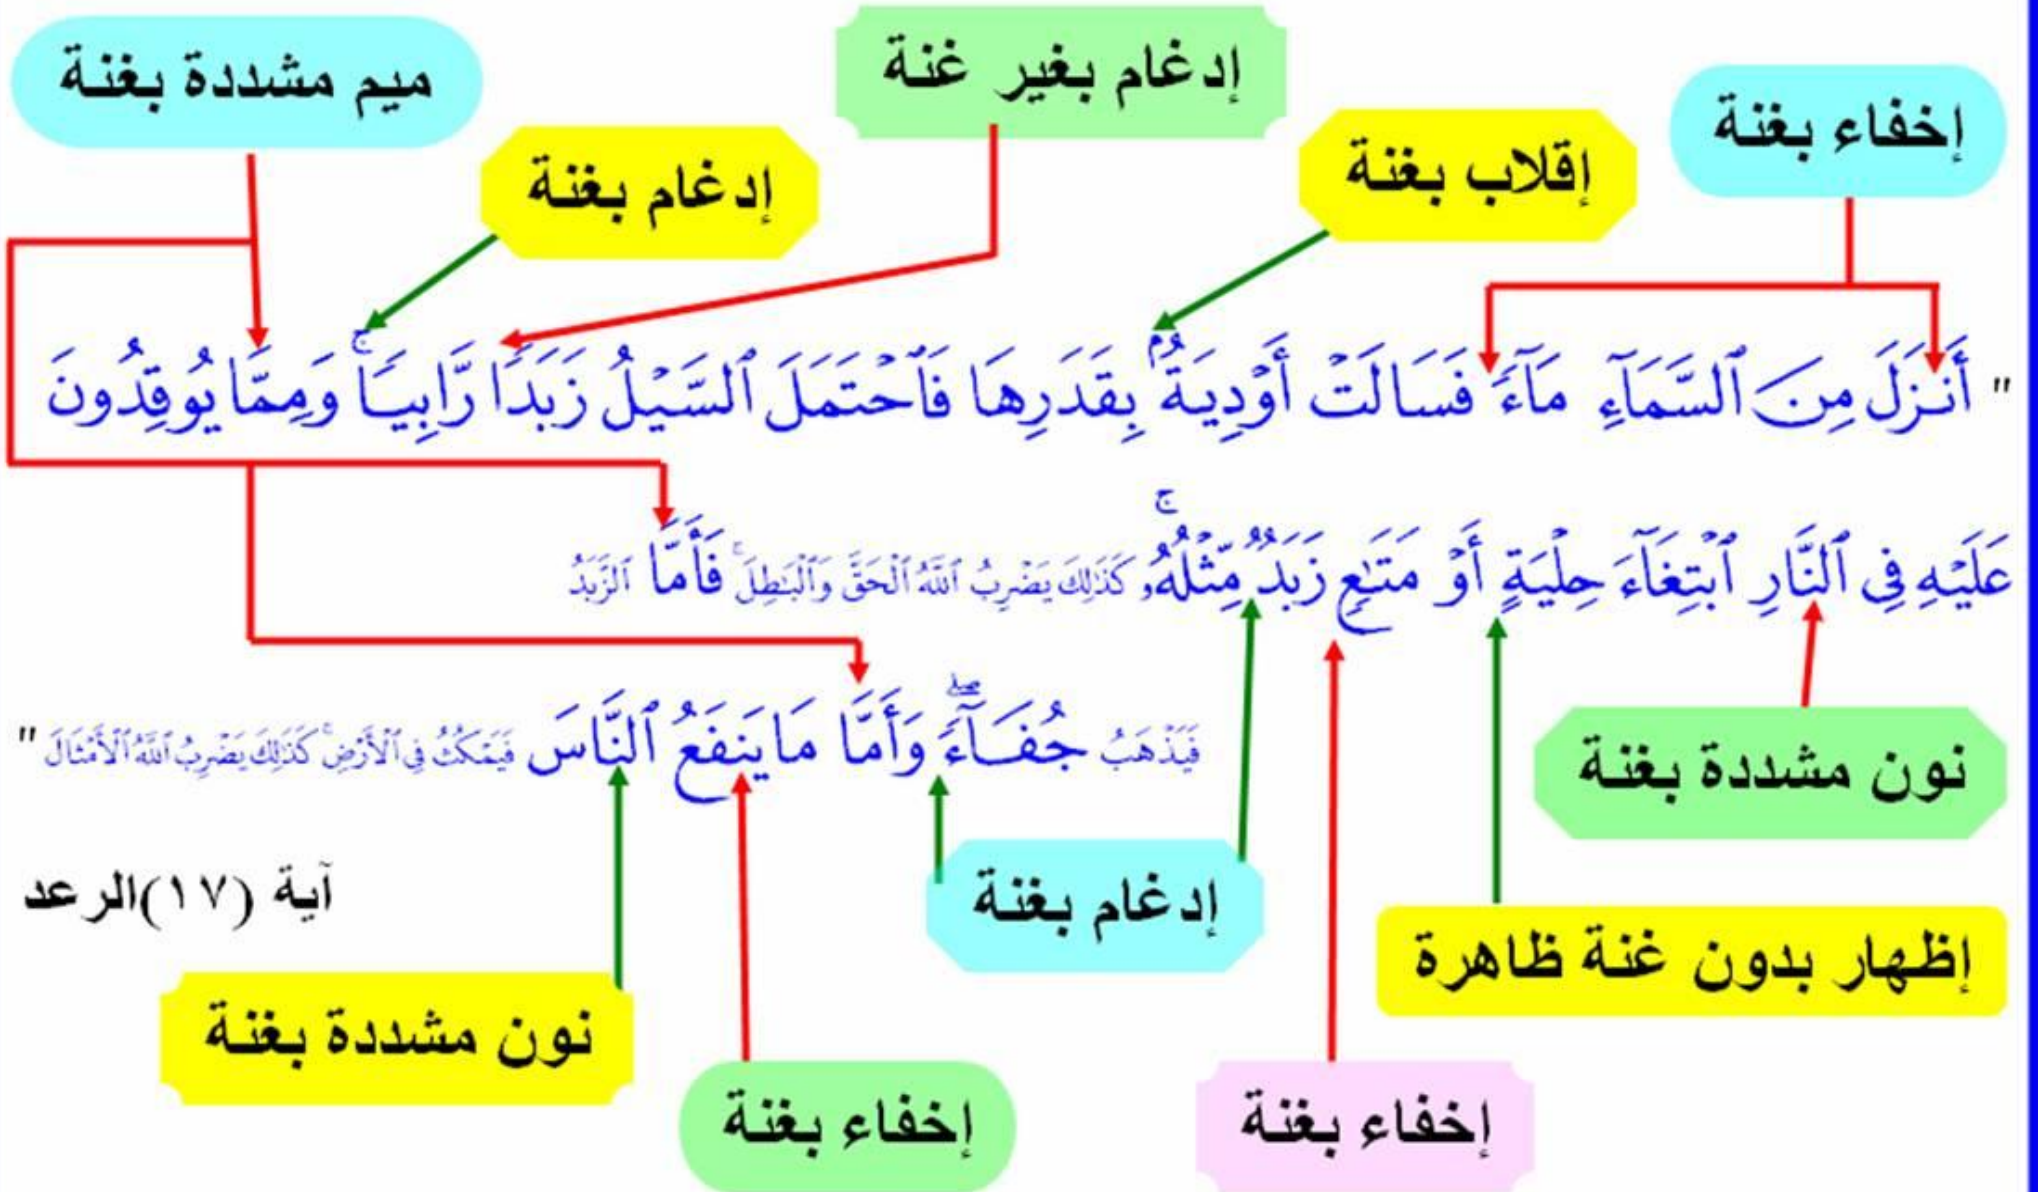 إدغام بغير غنة
ميم مشددة بغنة
إخفاء بغنة
إقلاب بغنة
إدغام بغنة
" أَنزَلَ مِنَ ٱلسَّمَآءِ مَآءً فَسَالَتْ أَوْدِيَةٌۢ بِقَدَرِهَا فَٱحْتَمَلَ ٱلسَّيْلُ زَبَدًا رَّابِيًا ۚ وَمِمَّا يُوقِدُونَ
عَلَيْهِ فِى ٱلنَّارِ ٱبْتِغَآءَ حِلْيَةٍ أَوْ مَتَـٰعٍ زَبَدٌ مِّثْلُهُۥ ۚ كَذَٰلِكَ يَضْرِبُ ٱللَّهُ ٱلْحَقَّ وَٱلْبَـٰطِلَ ۚ فَأَمَّا ٱلزَّبَدُ
فَيَذْهَبُ جُفَآءً ۖ وَأَمَّا مَا يَنفَعُ ٱلنَّاسَ فَيَمْكُثُ فِى ٱلْأَرْضِ ۚ كَذَٰلِكَ يَضْرِبُ ٱللَّهُ ٱلْأَمْثَالَ "
نون مشددة بغنة
إدغام بغنة
آية (١٧)الرعد
إظهار بدون غنة ظاهرة
نون مشددة بغنة
إخفاء بغنة
إخفاء بغنة